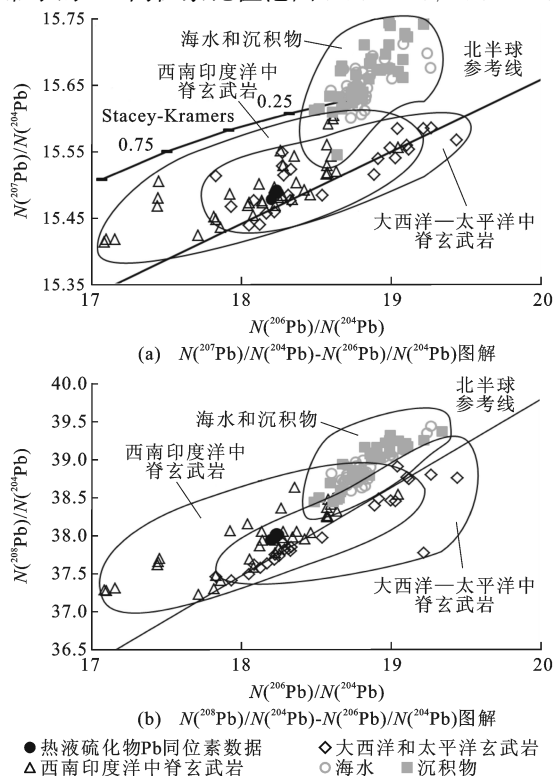 15.75
15.65
15.55
15.45
15.35
N(²⁰⁷Pb)/N(²⁰⁴Pb)
海水和沉积物
西南印度洋中
脊玄武岩
北半球
参考线
0.25
Stacey-Kramers
0.75
大西洋—太平洋中
脊玄武岩
17 18 19 20
N(²⁰⁶Pb)/N(²⁰⁴Pb)
(a) N(²⁰⁷Pb)/N(²⁰⁴Pb)-N(²⁰⁶Pb)/N(²⁰⁴Pb)图解
40.0
39.5
39.0
38.5
38.0
37.5
37.0
36.5
N(²⁰⁸Pb)/N(²⁰⁴Pb)
北半球
参考线
海水和沉积物
西南印度洋中
脊玄武岩
大西洋—太平洋中
脊玄武岩
17 18 19 20
N(²⁰⁶Pb)/N(²⁰⁴Pb)
(b) N(²⁰⁸Pb)/N(²⁰⁴Pb)-N(²⁰⁶Pb)/N(²⁰⁴Pb)图解
热液硫化物Pb同位素数据 大西洋和太平洋玄武岩
西南印度洋中脊玄武岩 海水 沉积物